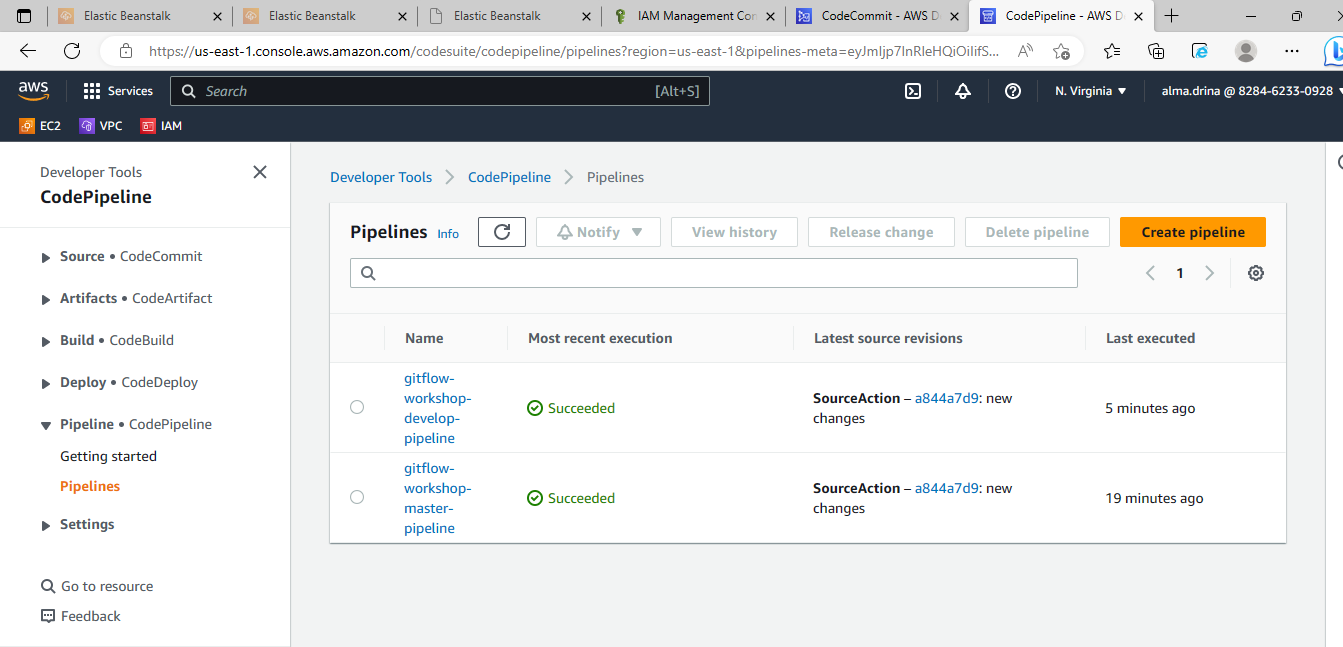 Elastic Beanstalk
Elastic Beanstalk
Elastic Beanstalk
IAM Management Con
CodeCommit - AWS D
CodePipeline - AWS D
https://us-east-1.console.aws.amazon.com/codesuite/codepipeline/pipelines?region=us-east-1&pipelines-meta=eyJmIjp7InRleHQiOiIifS...
aws
Services
Search
[Alt+S]
N. Virginia
alma.drina @ 8284-6233-0928
EC2
VPC
IAM
Developer Tools
CodePipeline
Source • CodeCommit
Artifacts • CodeArtifact
Build • CodeBuild
Deploy • CodeDeploy
Pipeline • CodePipeline
Getting started
Pipelines
Settings
Go to resource
Feedback
Developer Tools
CodePipeline
Pipelines
Pipelines Info
Notify
View history
Release change
Delete pipeline
Create pipeline
1
Name
Most recent execution
Latest source revisions
Last executed
gitflow-
workshop-
develop-
pipeline
Succeeded
SourceAction – a844a7d9: new
changes
5 minutes ago
gitflow-
workshop-
master-
pipeline
Succeeded
SourceAction – a844a7d9: new
changes
19 minutes ago